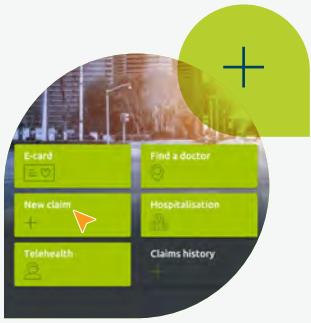 E-card
Find a doctor
New claim
Hospitalisation
Telehealth
Claims history